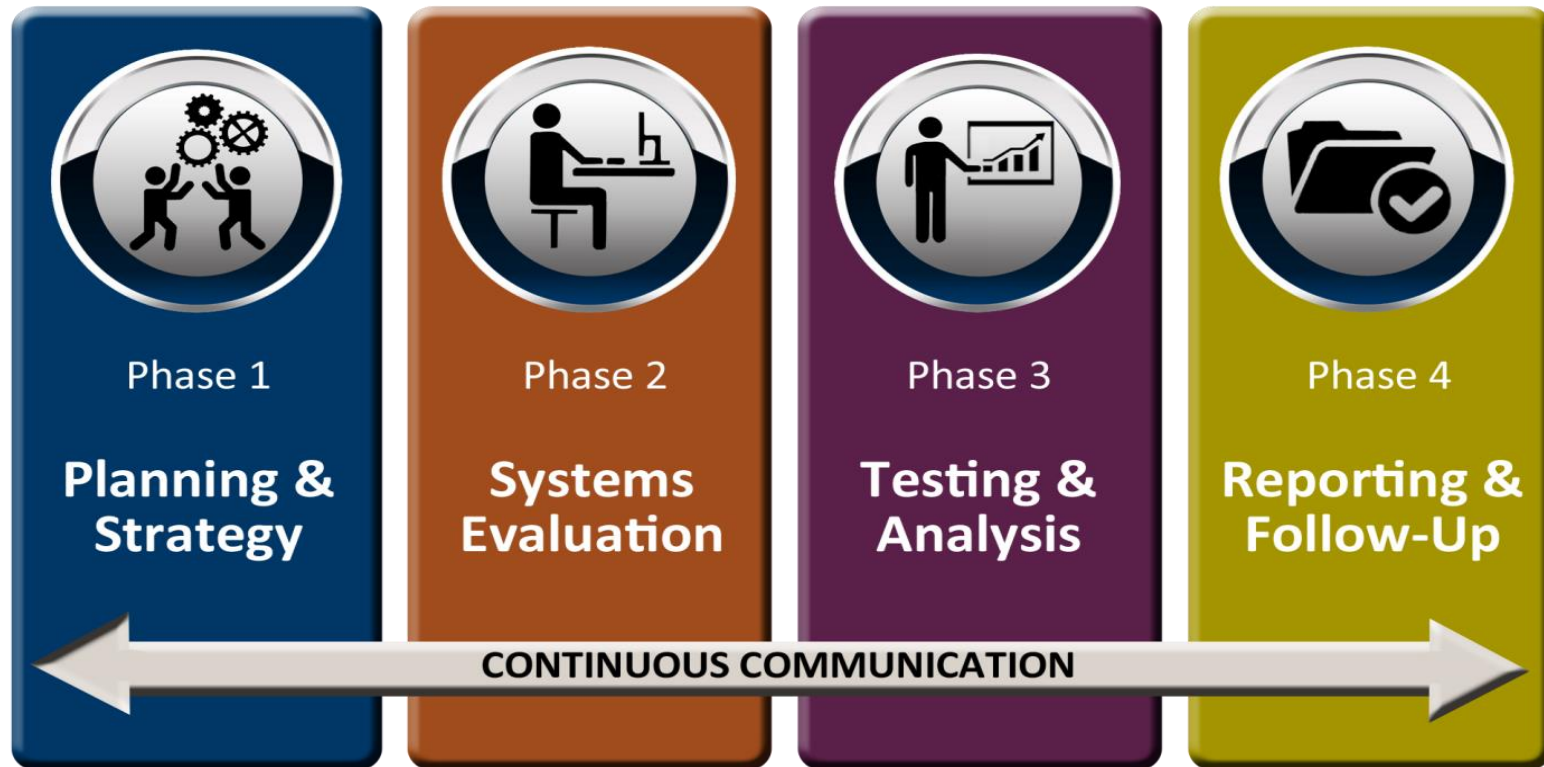 Phase 1
Planning &
Strategy
Phase 2
Systems
Evaluation
Phase 3
Testing &
Analysis
Phase 4
Reporting &
Follow-Up
CONTINUOUS COMMUNICATION